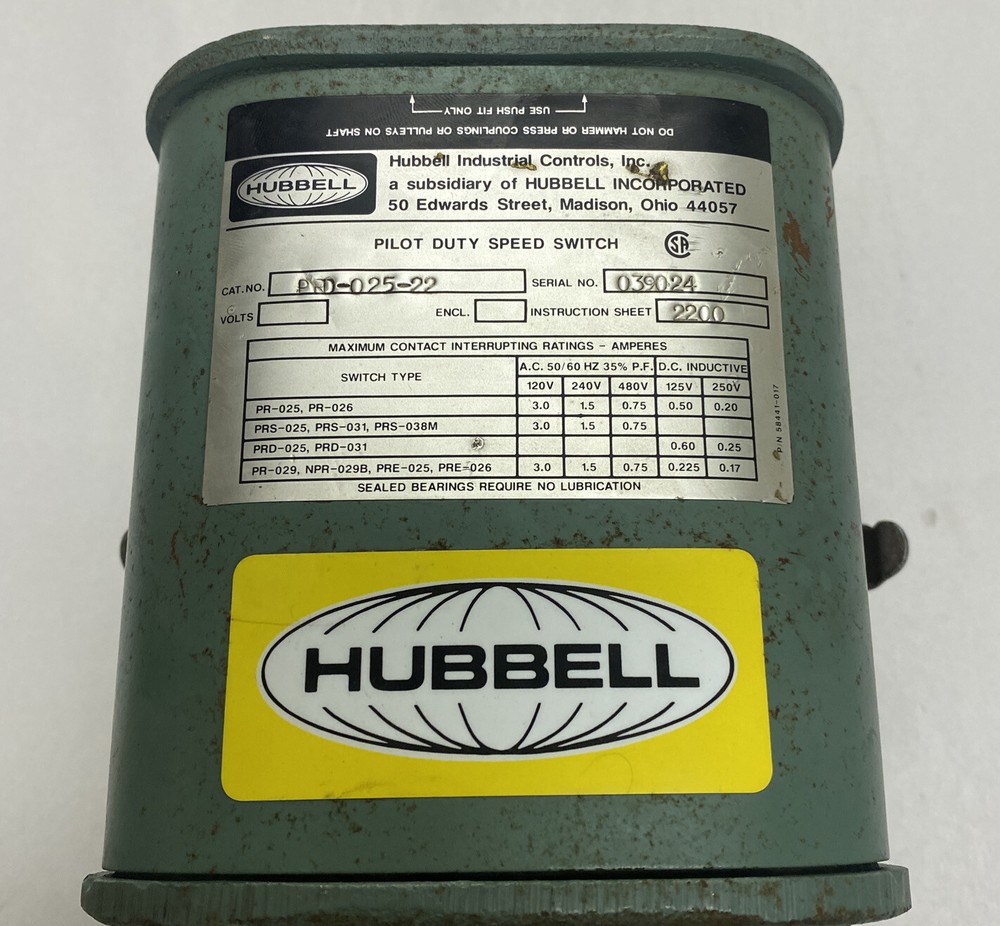 USE PUSH FIT ONLY
DO NOT HAMMER OR PRESS COUPLINGS OR PULLEYS ON SHAFT
HUBBELL
Hubbell Industrial Controls, Inc.
a subsidiary of HUBBELL INCORPORATED
50 Edwards Street, Madison, Ohio 44057
PILOT DUTY SPEED SWITCH SA
CAT. NO. PRD-025-22 SERIAL NO. 039024
VOLTS ENCL. INSTRUCTION SHEET 2200
MAXIMUM CONTACT INTERRUPTING RATINGS - AMPERES
SWITCH TYPE A.C. 50/60 HZ 35% P.F. D.C. INDUCTIVE
120V 240V 480V 125V 250V
PR-025, PR-026 3.0 1.5 0.75 0.50 0.20
PRS-025, PRS-031, PRS-038M 3.0 1.5 0.75
PRD-025, PRD-031 0.60 0.25
PR-029, NPR-029B, PRE-025, PRE-026 3.0 1.5 0.75 0.225 0.17
SEALED BEARINGS REQUIRE NO LUBRICATION
P/N 58441-017
HUBBELL